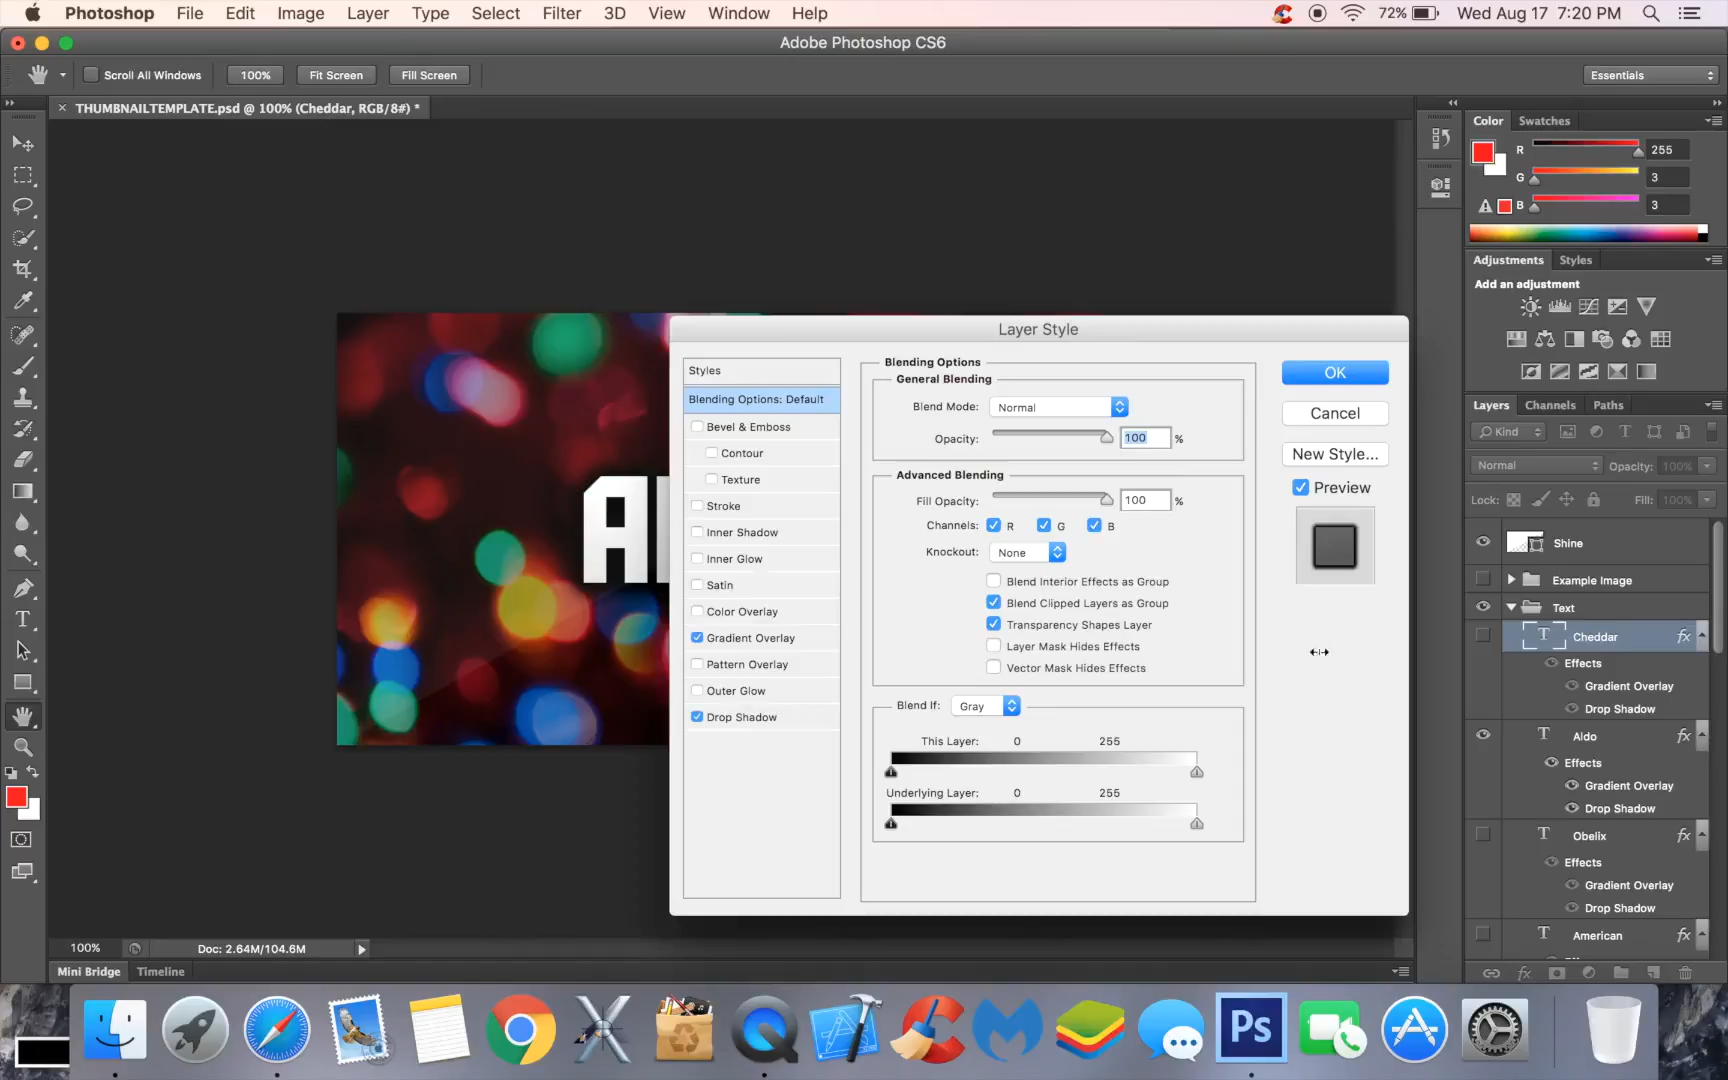 Photoshop File Edit Image Layer Type Select Filter 3D View Window Help 72% Wed Aug 17 7:20 PM
Adobe Photoshop CS6
Scroll All Windows 100% Fit Screen Fill Screen Essentials
THUMBNAILTEMPLATE.psd @ 100% (Cheddar, RGB/8#) *
Color Swatches
R 255
G 3
B 3
Adjustments Styles
Add an adjustment
Layers Channels Paths
Kind
Normal Opacity: 100%
Lock: Fill: 100%
Shine
Example Image
Text
T Cheddar fx
Effects
Gradient Overlay
Drop Shadow
T Aldo fx
Effects
Gradient Overlay
Drop Shadow
T Obelix fx
Effects
Gradient Overlay
Drop Shadow
T American fx
A
Layer Style
Styles
Blending Options: Default
Bevel & Emboss
Contour
Texture
Stroke
Inner Shadow
Inner Glow
Satin
Color Overlay
Gradient Overlay
Pattern Overlay
Outer Glow
Drop Shadow
Blending Options
General Blending
Blend Mode: Normal
Opacity: 100 %
Advanced Blending
Fill Opacity: 100 %
Channels: R G B
Knockout: None
Blend Interior Effects as Group
Blend Clipped Layers as Group
Transparency Shapes Layer
Layer Mask Hides Effects
Vector Mask Hides Effects
Blend If: Gray
This Layer: 0 255
Underlying Layer: 0 255
OK
Cancel
New Style...
Preview
100% Doc: 2.64M/104.6M
Mini Bridge Timeline
Ps